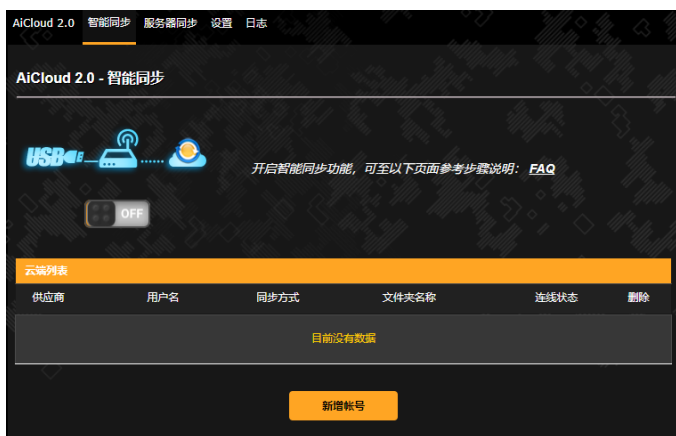 AiCloud 2.0 智能同步 服务器同步 设置 日志
AiCloud 2.0 - 智能同步
USB
开启智能同步功能，可至以下页面参考步骤说明： FAQ
OFF
云端列表
供应商 用户名 同步方式 文件夹名称 连线状态 删除
目前没有数据
新增帐号